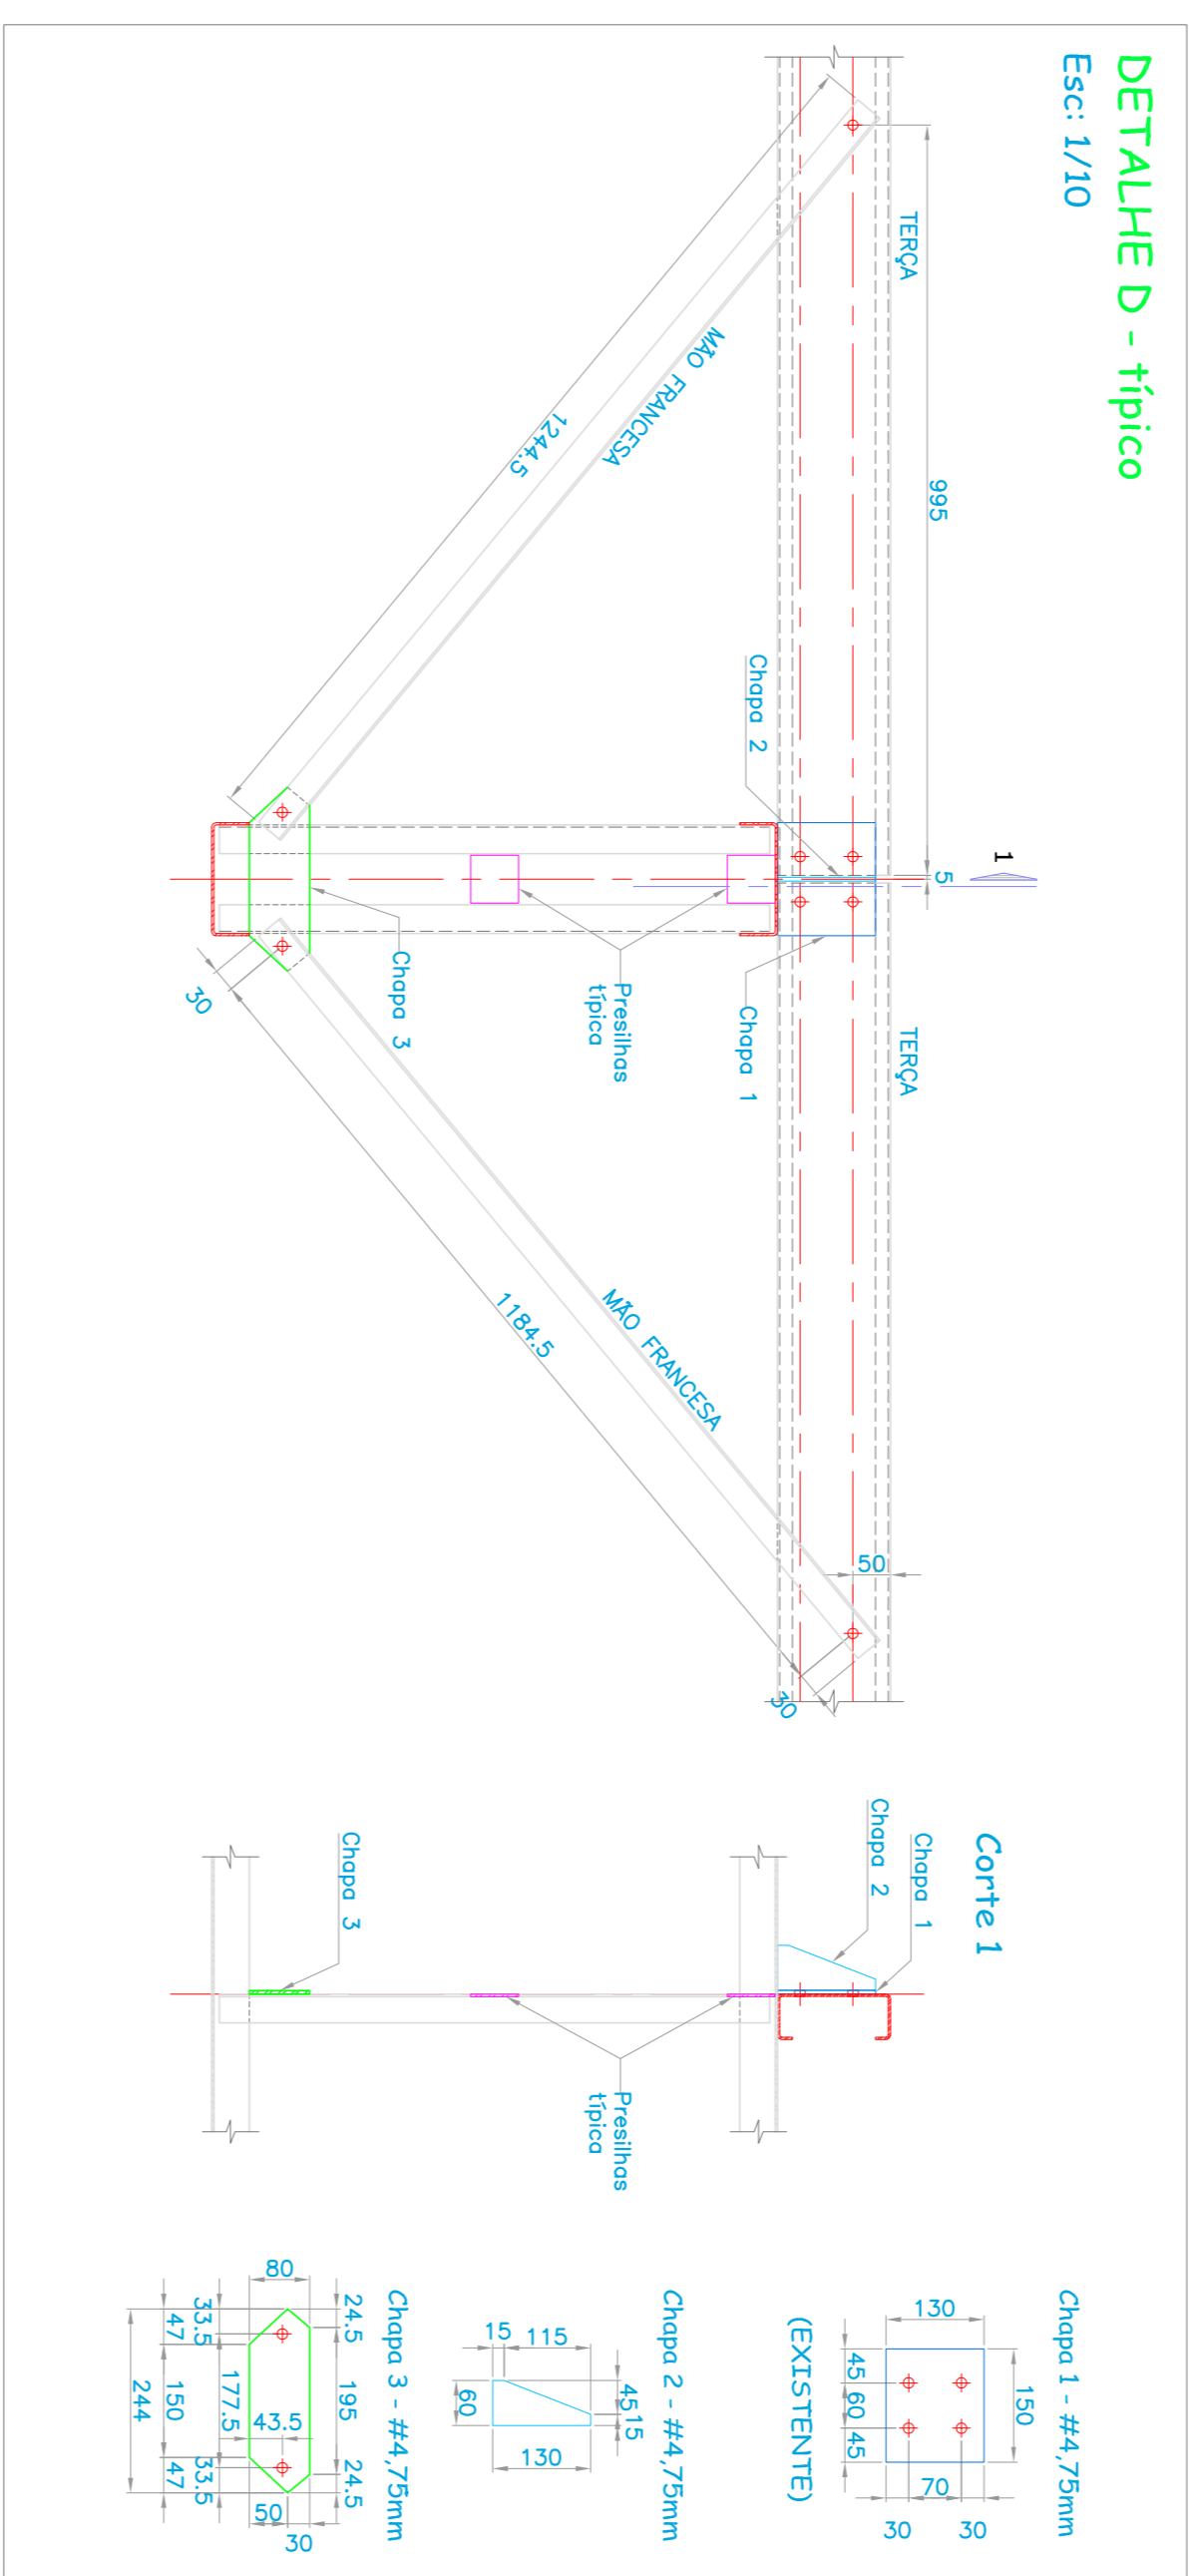 DETALHE D - típico
Esc: 1/10
TERÇA
995
5
1
TERÇA
MÃO FRANCESA
1244.5
Chapa 2
Chapa 1
Presilhas
típica
Chapa 3
30
MÃO FRANCESA
1184.5
50
30
Corte 1
Chapa 1
Chapa 2
Presilhas
típica
Chapa 3
Chapa 1 - #4,75mm
150
130
45
60
45
70
30
30
(EXISTENTE)
Chapa 2 - #4,75mm
15
115
45
15
60
130
Chapa 3 - #4,75mm
24.5
195
24.5
80
43.5
50
30
33.5
177.5
33.5
47
150
47
244